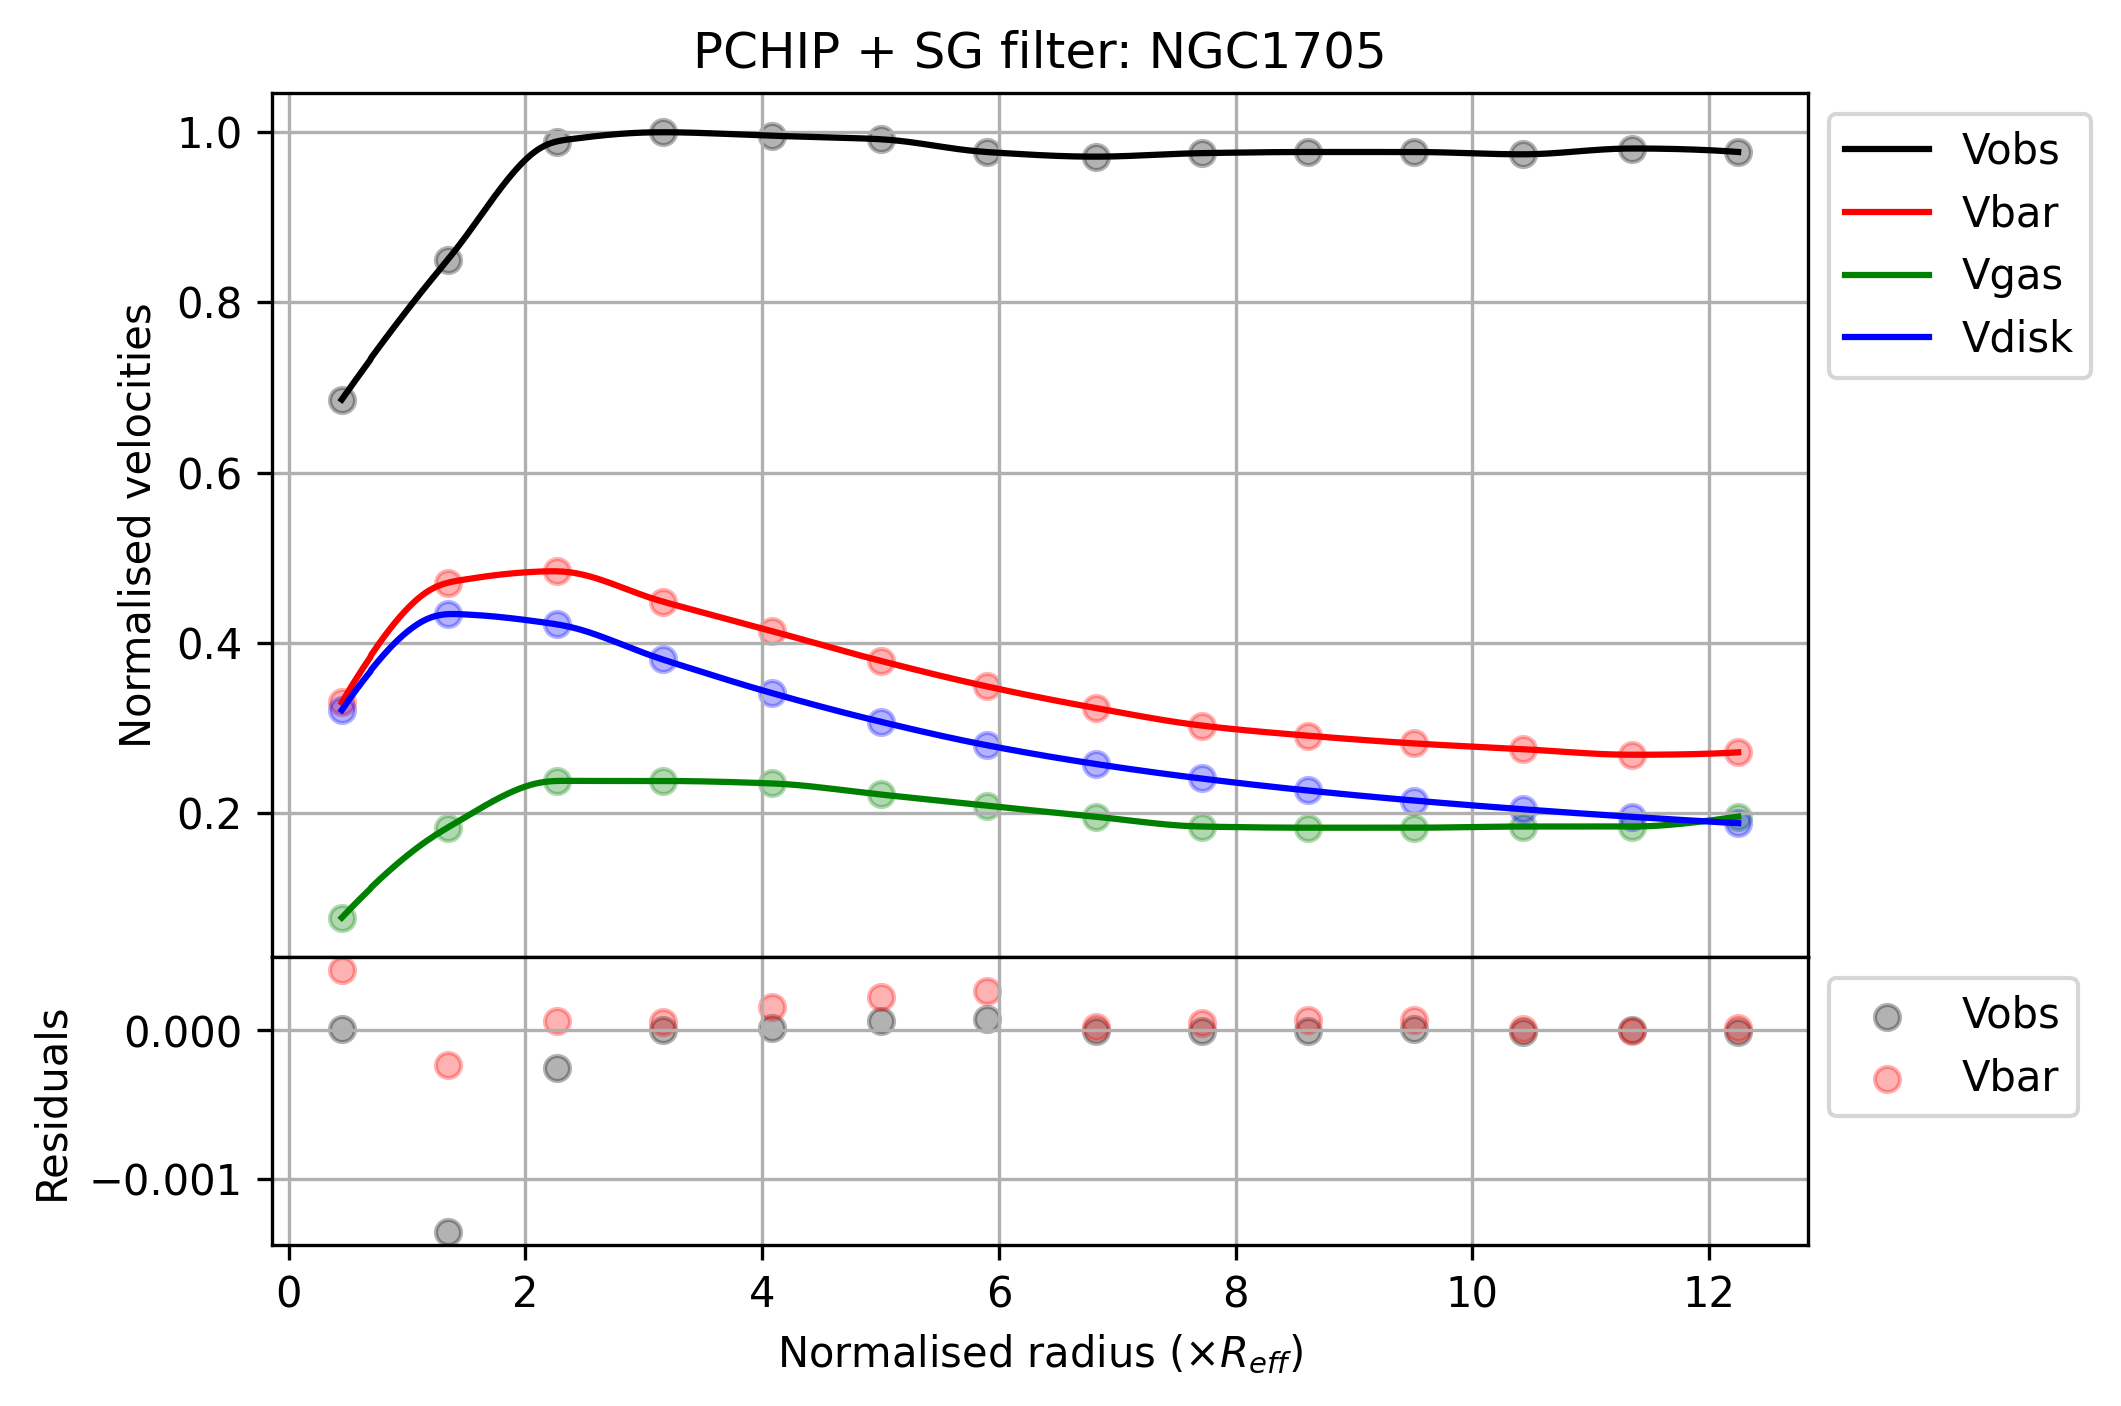 PCHIP + SG filter: NGC1705
Normalised velocities
1.0
0.8
0.6
0.4
0.2
Vobs
Vbar
Vgas
Vdisk
Residuals
0.000
−0.001
Vobs
Vbar
0 2 4 6 8 10 12
Normalised radius (×R_eff)